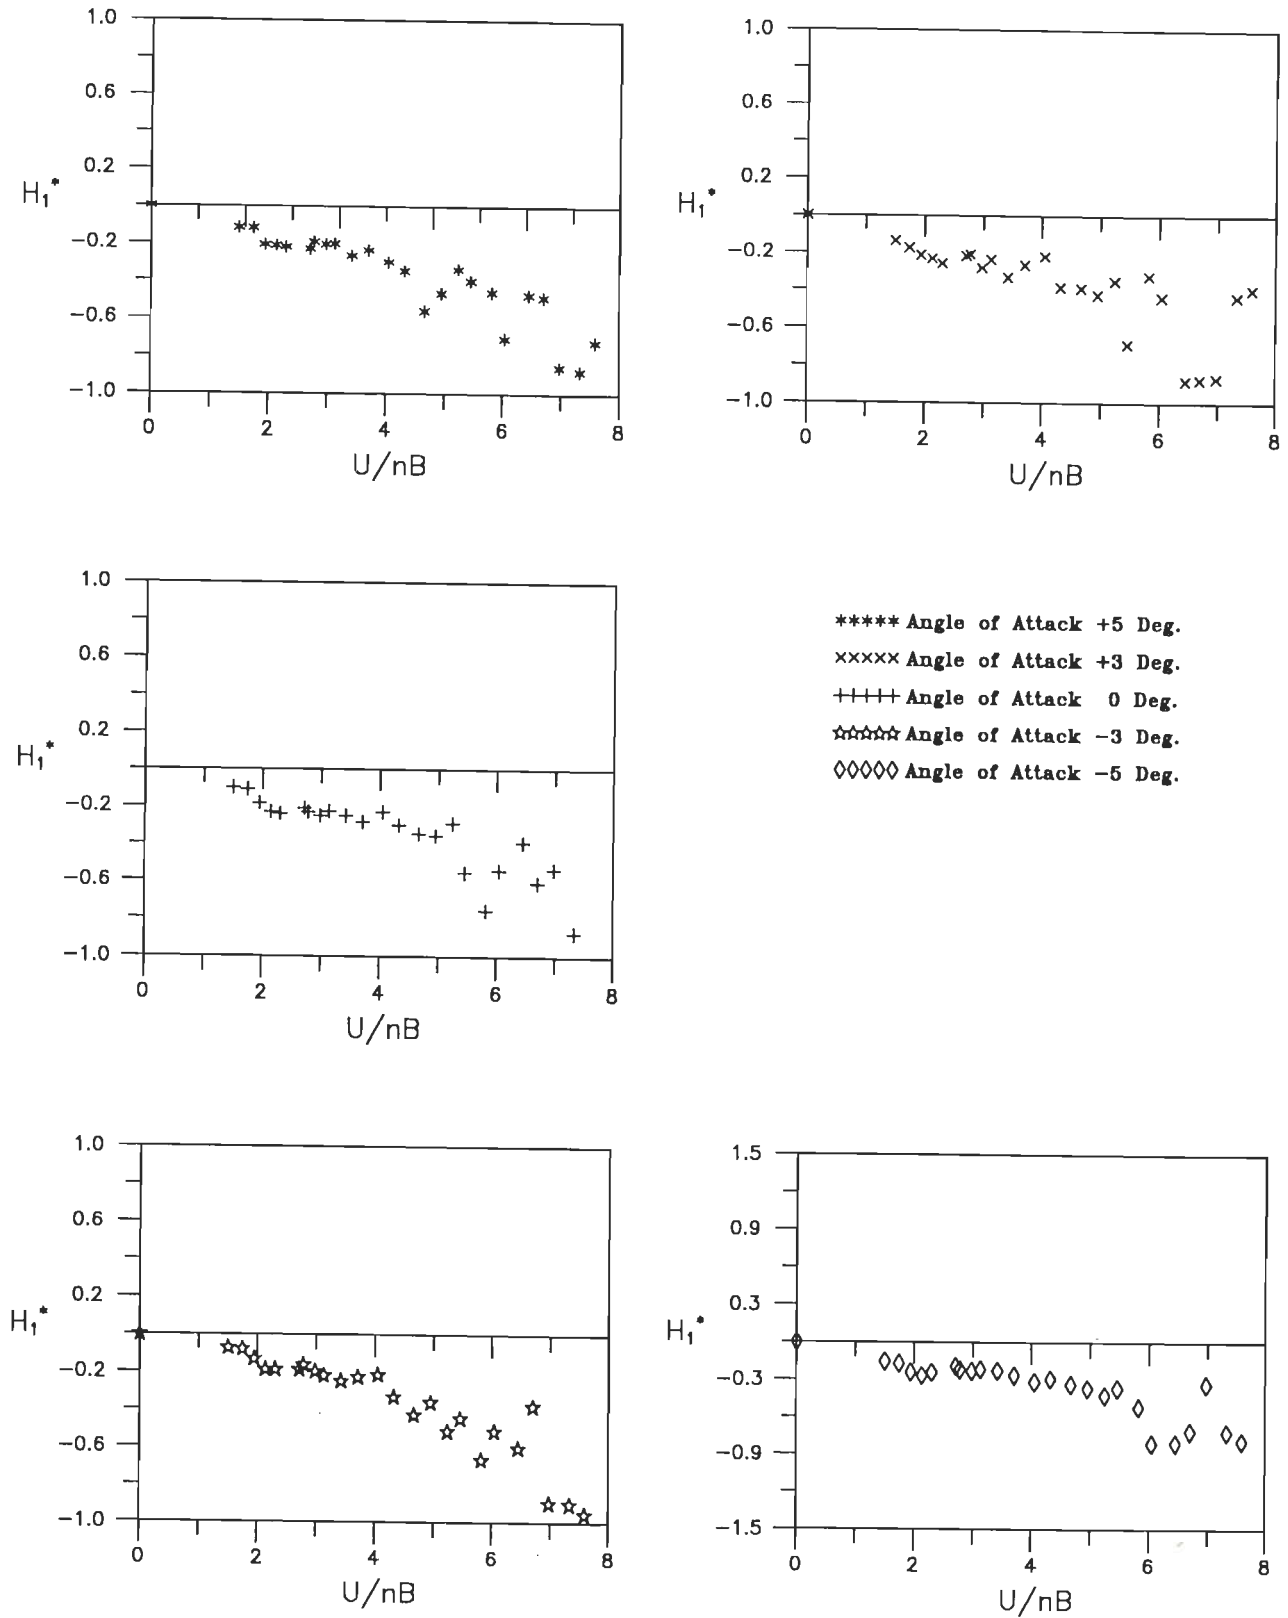 1.0
0.6
0.2
H₁*
−0.2
−0.6
−1.0
0 2 4 6 8
U/nB
1.0
0.6
0.2
H₁*
−0.2
−0.6
−1.0
0 2 4 6 8
U/nB
1.0
0.6
0.2
H₁*
−0.2
−0.6
−1.0
0 2 4 6 8
U/nB
Angle of Attack +5 Deg.
Angle of Attack +3 Deg.
Angle of Attack 0 Deg.
Angle of Attack −3 Deg.
Angle of Attack −5 Deg.
1.0
0.6
0.2
H₁*
−0.2
−0.6
−1.0
0 2 4 6 8
U/nB
1.5
0.9
0.3
H₁*
−0.3
−0.9
−1.5
0 2 4 6 8
U/nB